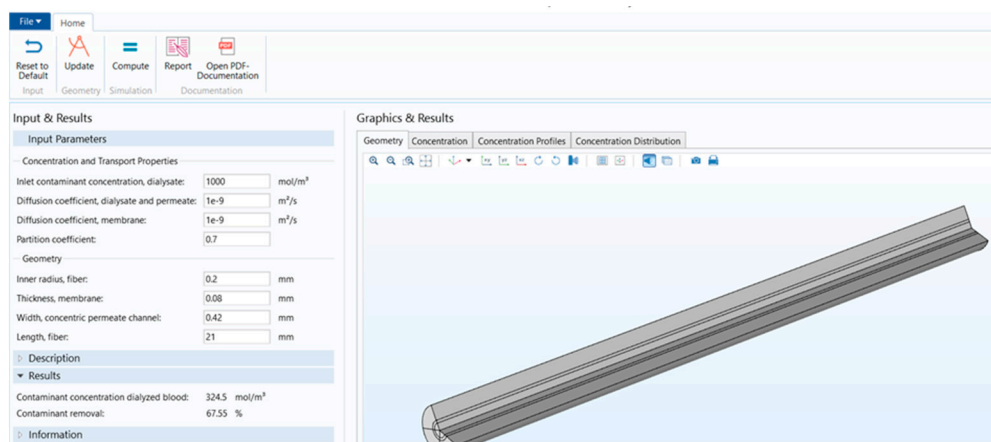 File
Home
Reset to Default
Update
Compute
Report
Open PDF-Documentation
Input
Geometry
Simulation
Documentation
Input & Results
Input Parameters
Concentration and Transport Properties
Inlet contaminant concentration, dialysate: 1000 mol/m³
Diffusion coefficient, dialysate and permeate: 1e-9 m²/s
Diffusion coefficient, membrane: 1e-9 m²/s
Partition coefficient: 0.7
Geometry
Inner radius, fiber: 0.2 mm
Thickness, membrane: 0.08 mm
Width, concentric permeate channel: 0.42 mm
Length, fiber: 21 mm
Description
Results
Contaminant concentration dialyzed blood: 324.5 mol/m³
Contaminant removal: 67.55 %
Information
Graphics & Results
Geometry
Concentration
Concentration Profiles
Concentration Distribution